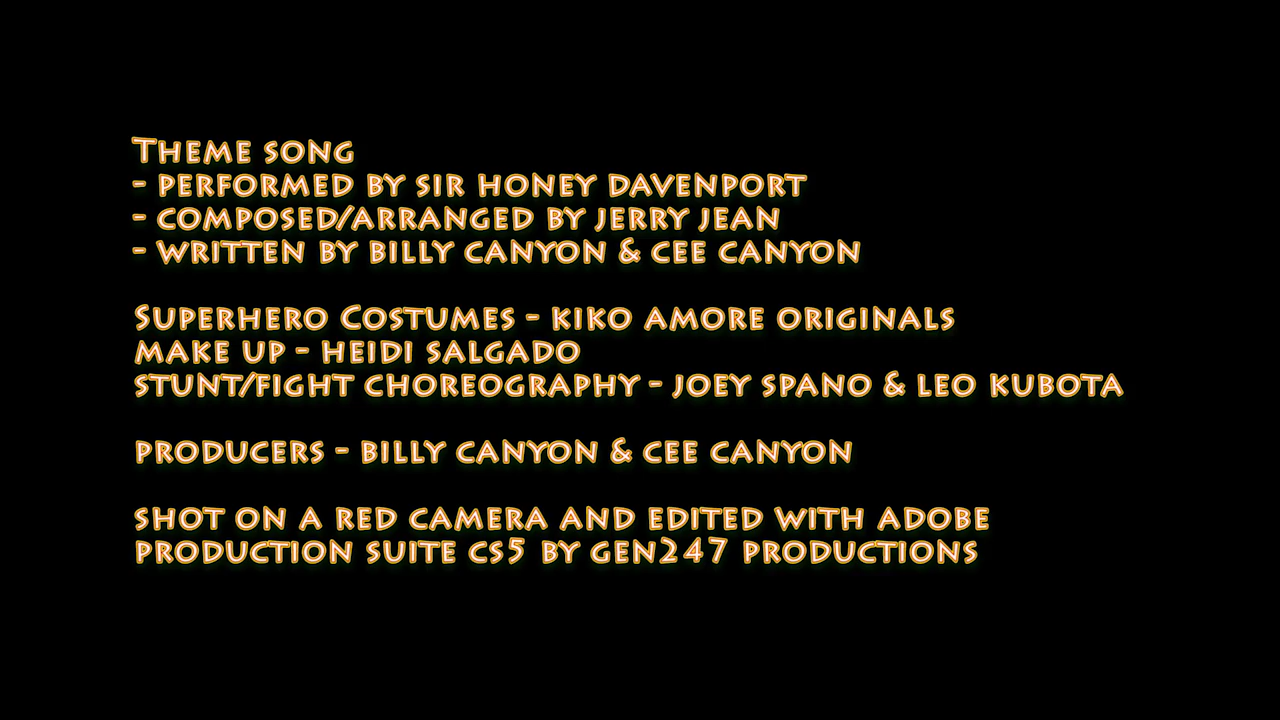 Theme song
- performed by sir honey davenport
- composed/arranged by jerry jean
- written by billy canyon & cee canyon
Superhero Costumes - kiko amore originals
make up - heidi salgado
stunt/fight choreography - joey spano & leo kubota
producers - billy canyon & cee canyon
shot on a red camera and edited with adobe
production suite cs5 by gen247 productions